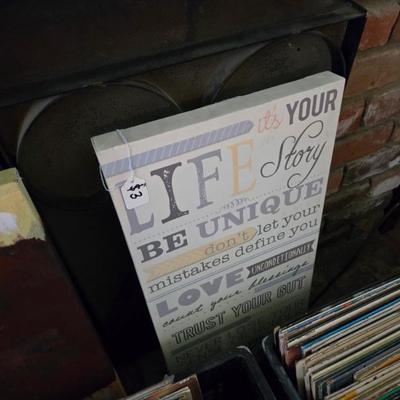 LIFE it's YOUR
Story
$3
BE UNIQUE
don't let your
mistakes define you
LOVE UNCONDITIONALLY
count your blessings
TRUST YOUR GUT